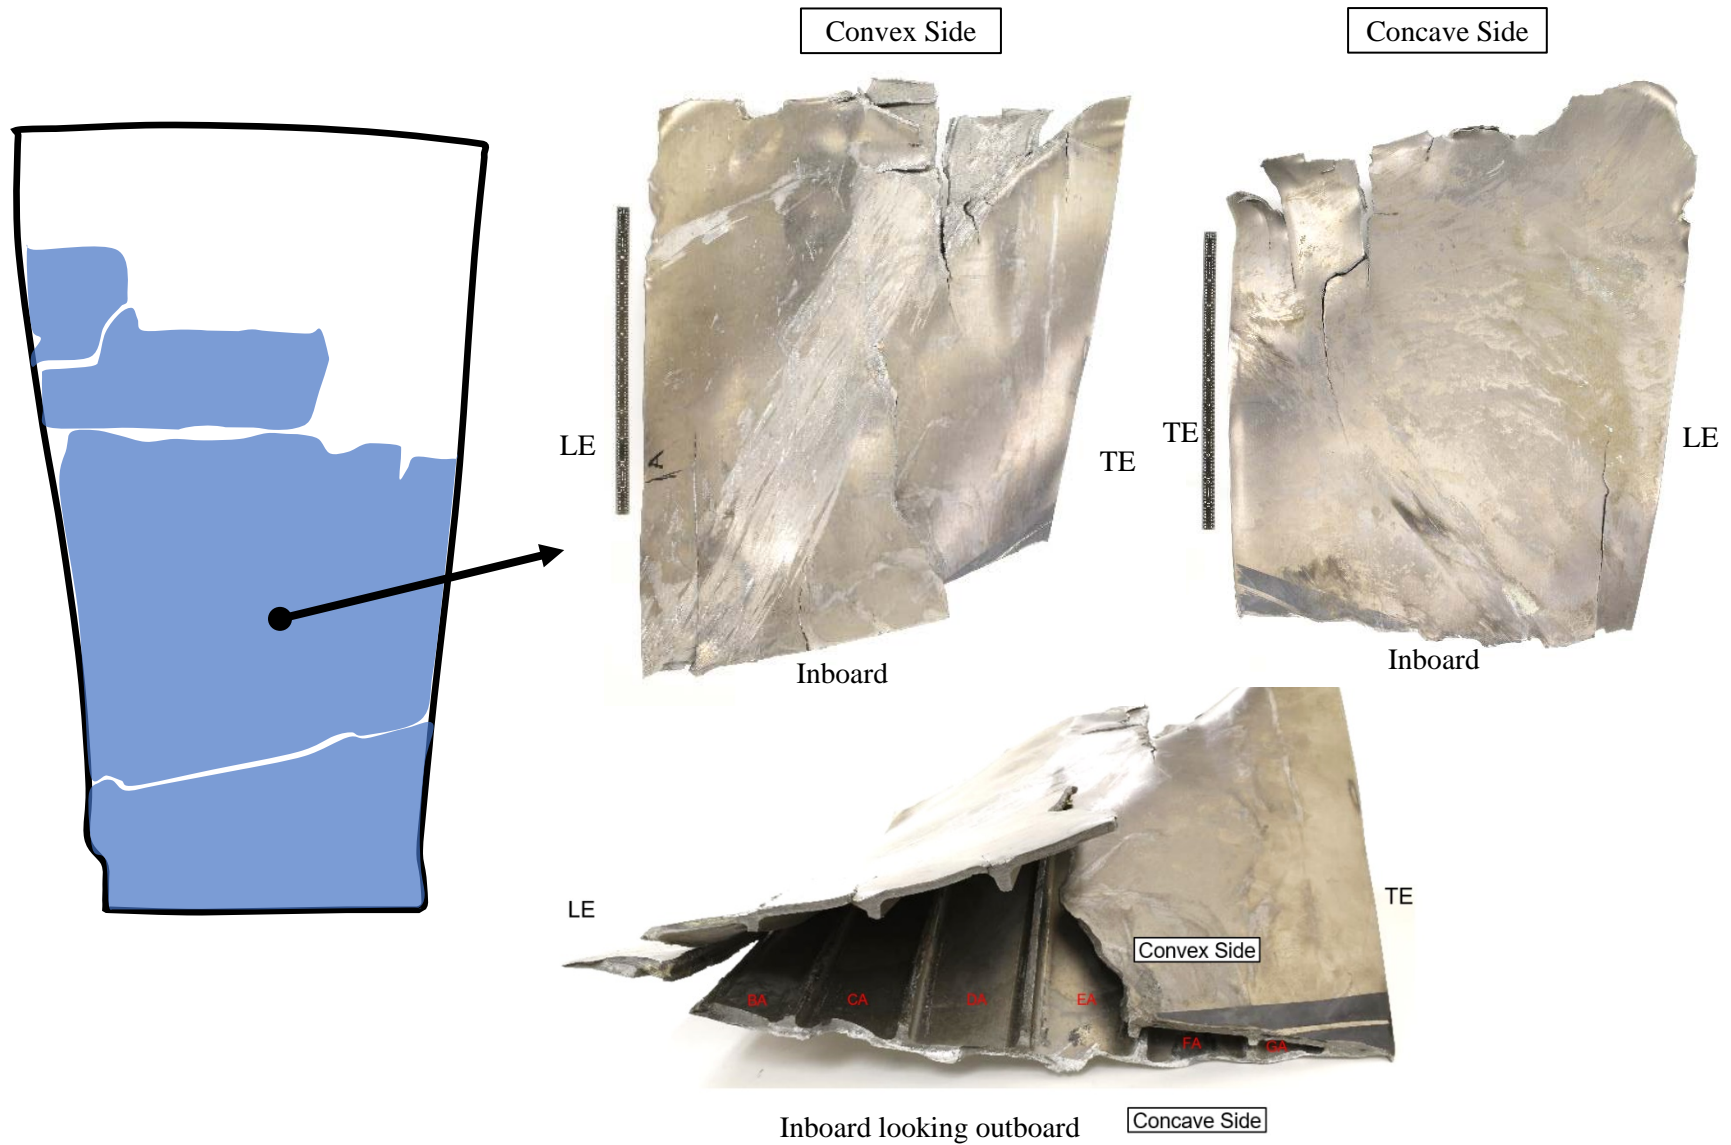 Convex Side
Concave Side
LE
TE
TE
LE
A
Inboard
Inboard
LE
TE
Convex Side
BA
CA
DA
EA
FA
GA
Inboard looking outboard
Concave Side